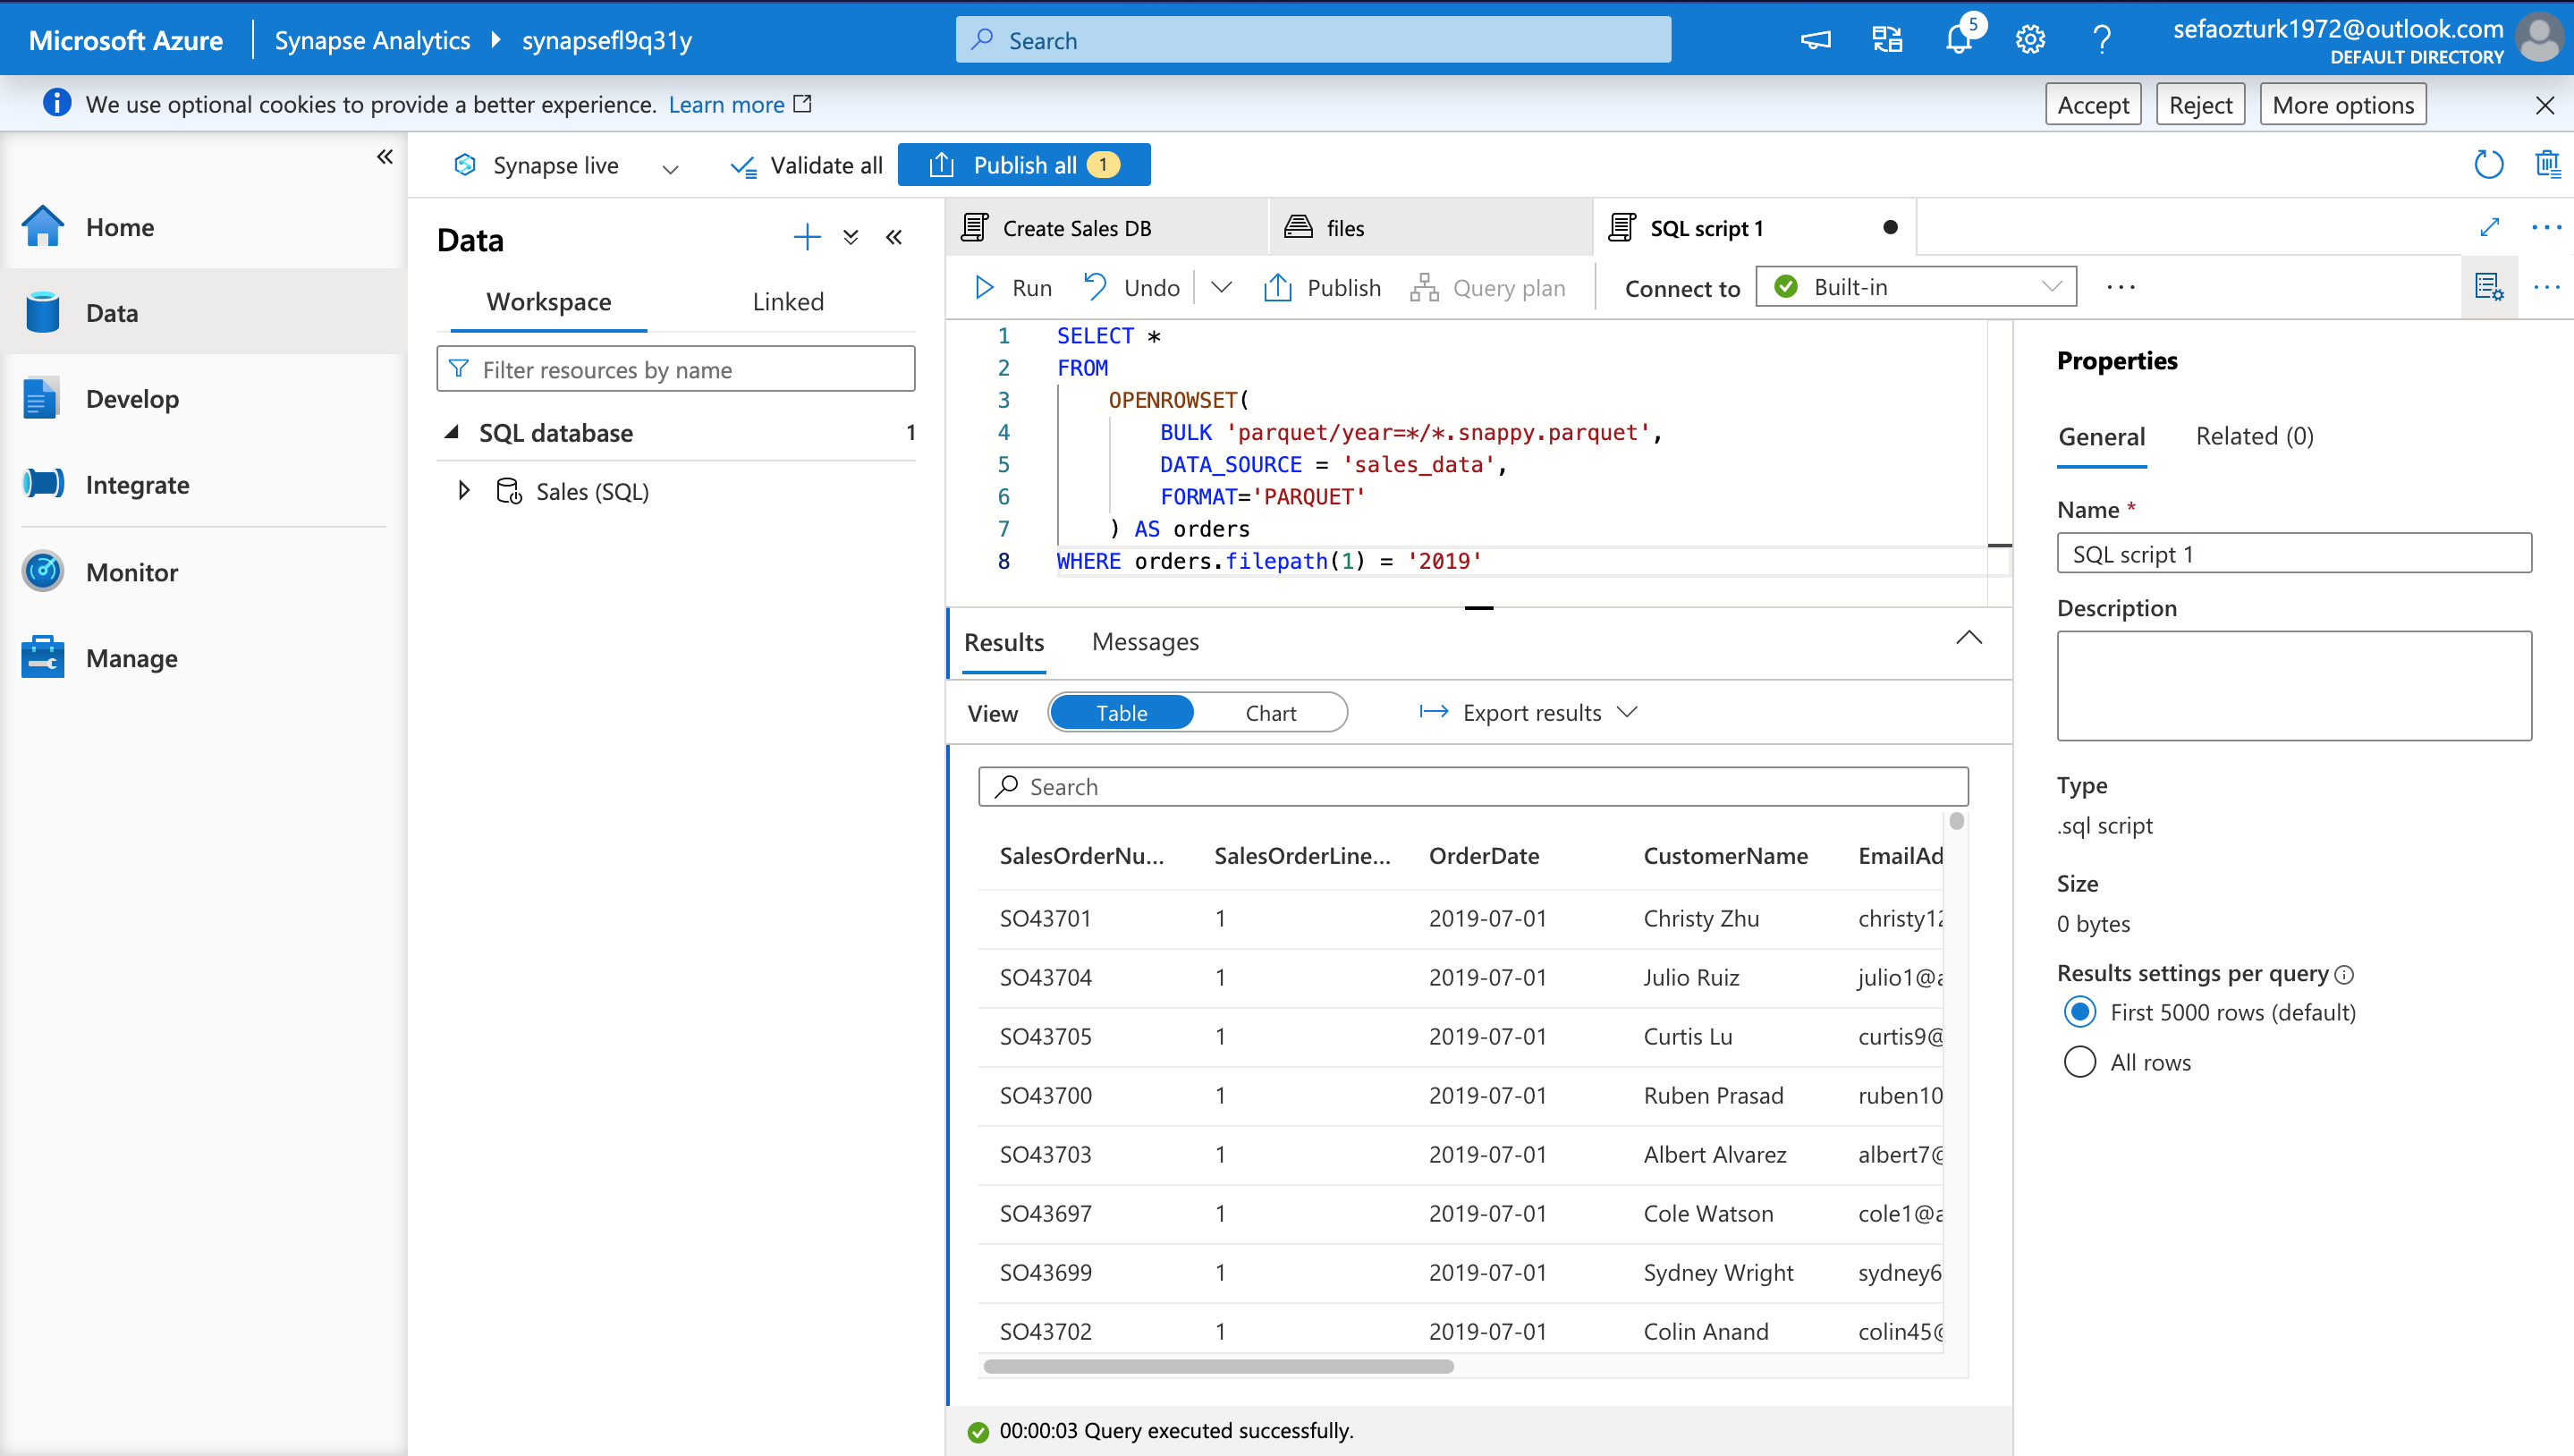 Microsoft Azure
Synapse Analytics
synapsefl9q31y
Search
5
sefaozturk1972@outlook.com
DEFAULT DIRECTORY
We use optional cookies to provide a better experience. Learn more
Accept
Reject
More options
Synapse live
Validate all
Publish all 1
Home
Data
Develop
Integrate
Monitor
Manage
Data
Workspace
Linked
Filter resources by name
SQL database
1
Sales (SQL)
Create Sales DB
files
SQL script 1
Run
Undo
Publish
Query plan
Connect to
Built-in
1 SELECT *
2 FROM
3 OPENROWSET(
4 BULK 'parquet/year=*/*.snappy.parquet',
5 DATA_SOURCE = 'sales_data',
6 FORMAT='PARQUET'
7 ) AS orders
8 WHERE orders.filepath(1) = '2019'
Results
Messages
View
Table
Chart
Export results
Search
SalesOrderNu... SalesOrderLine... OrderDate CustomerName EmailAd
SO43701 1 2019-07-01 Christy Zhu christy12
SO43704 1 2019-07-01 Julio Ruiz julio1@a
SO43705 1 2019-07-01 Curtis Lu curtis9@
SO43700 1 2019-07-01 Ruben Prasad ruben10
SO43703 1 2019-07-01 Albert Alvarez albert7@
SO43697 1 2019-07-01 Cole Watson cole1@a
SO43699 1 2019-07-01 Sydney Wright sydney6
SO43702 1 2019-07-01 Colin Anand colin45@
00:00:03 Query executed successfully.
Properties
General
Related (0)
Name *
SQL script 1
Description
Type
.sql script
Size
0 bytes
Results settings per query
First 5000 rows (default)
All rows